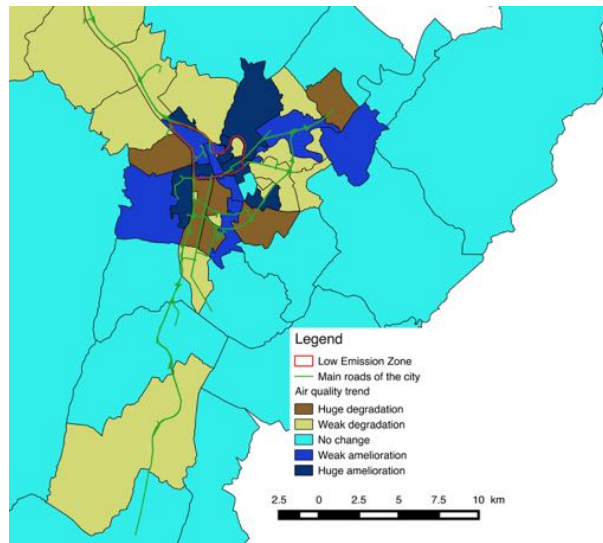 Legend
Low Emission Zone
Main roads of the city
Air quality trend
Huge degradation
Weak degradation
No change
Weak amelioration
Huge amelioration
2.5 0 2.5 5 7.5 10 km